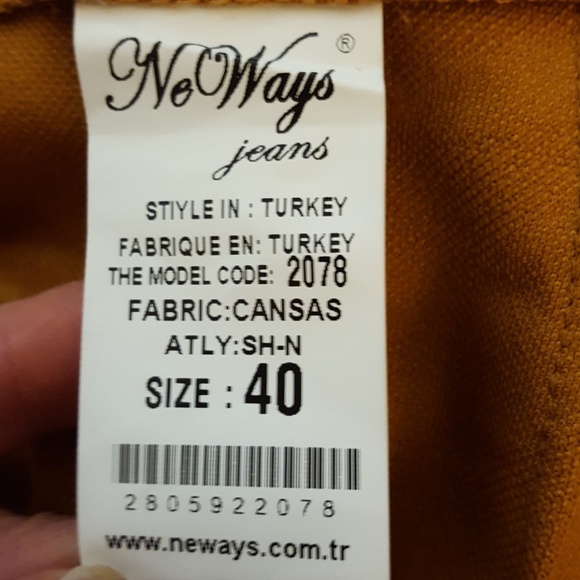 NeWays ®
jeans
STIYLE IN : TURKEY
FABRIQUE EN: TURKEY
THE MODEL CODE: 2078
FABRIC:CANSAS
ATLY:SH-N
SIZE : 40
2805922078
www.neways.com.tr